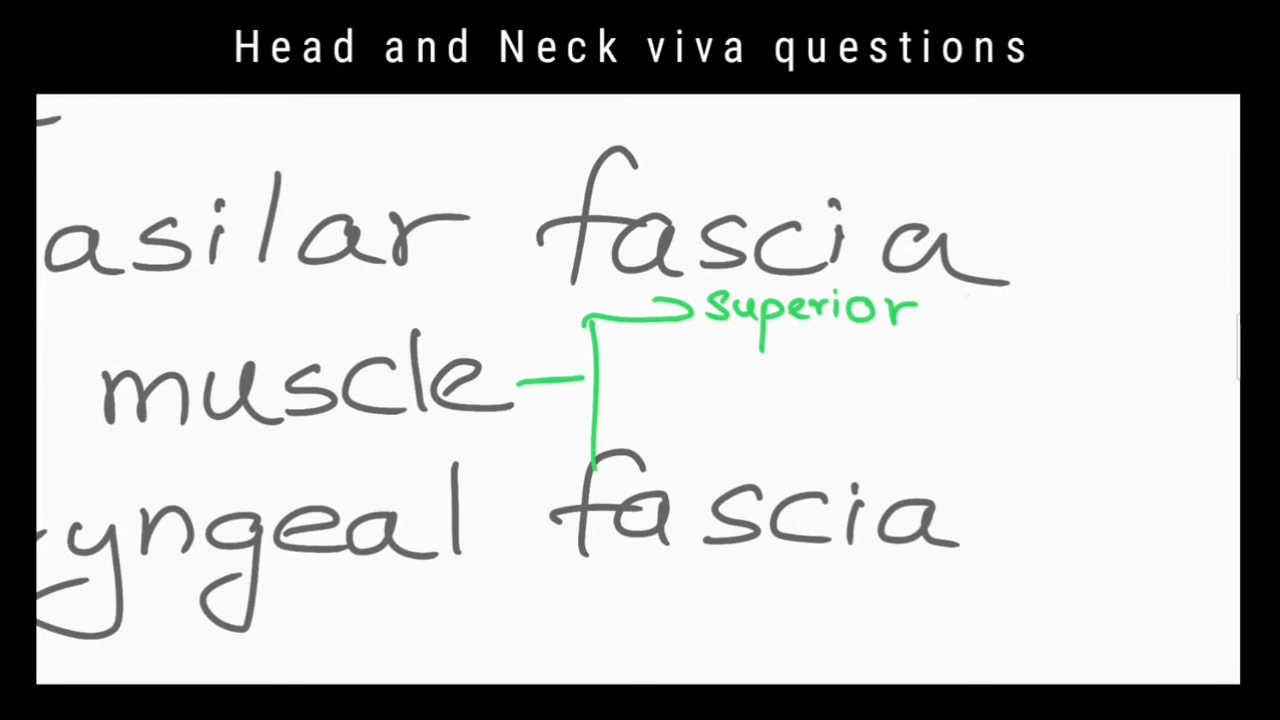 Head and Neck viva questions
asilar fascia
superior
muscle
yngeal fascia